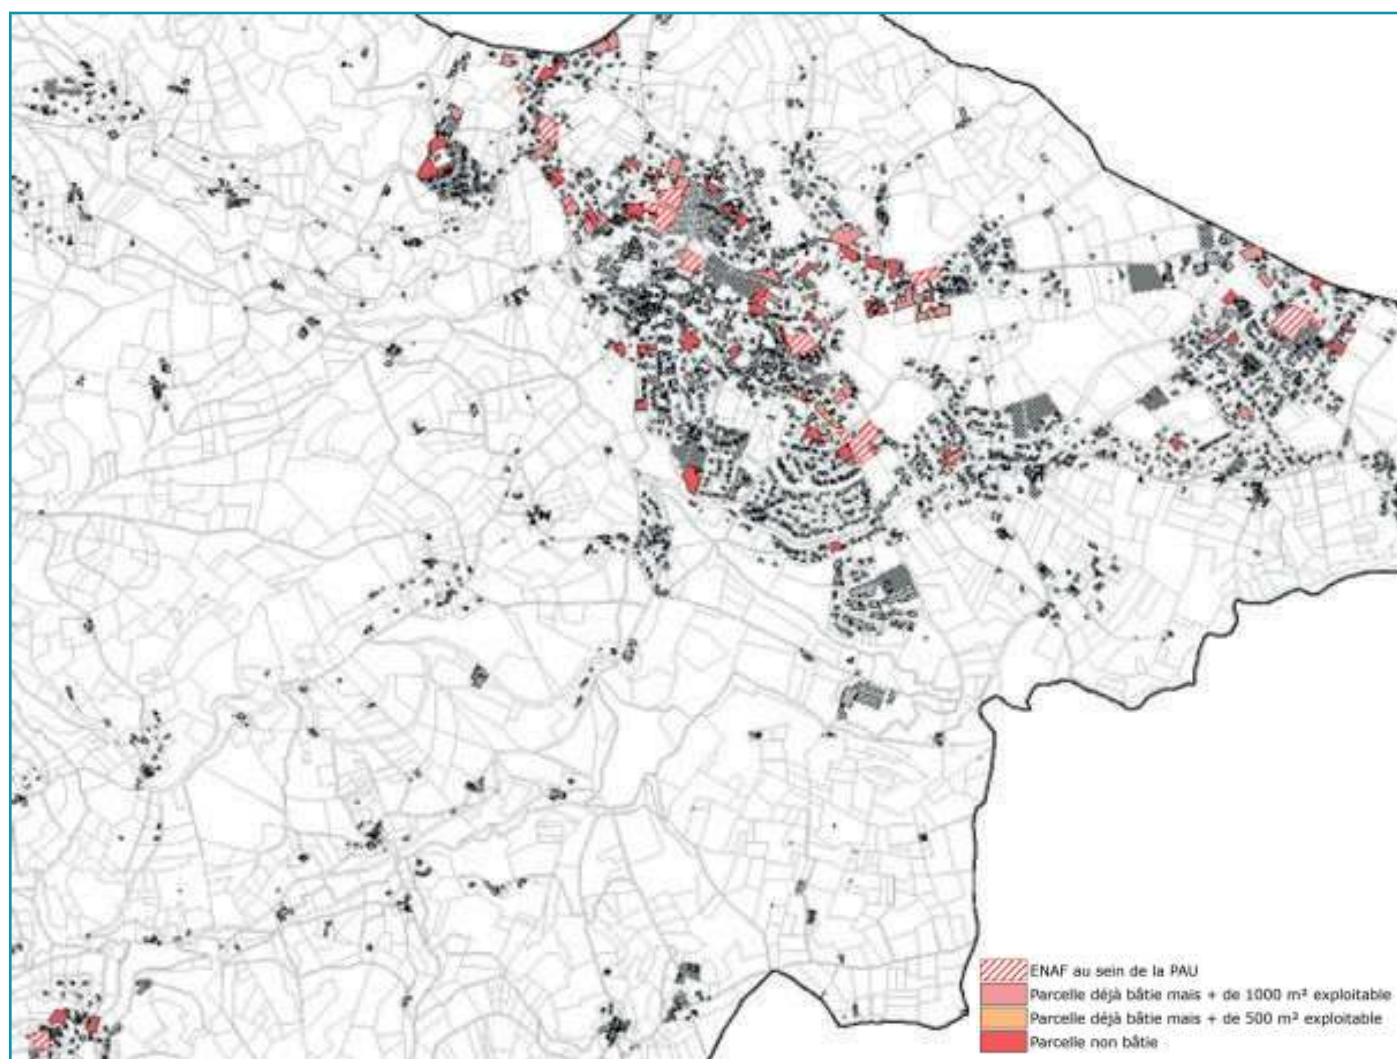 ENAF au sein de la PAU
Parcelle déjà bâtie mais + de 1000 m² exploitable
Parcelle déjà bâtie mais + de 500 m² exploitable
Parcelle non bâtie